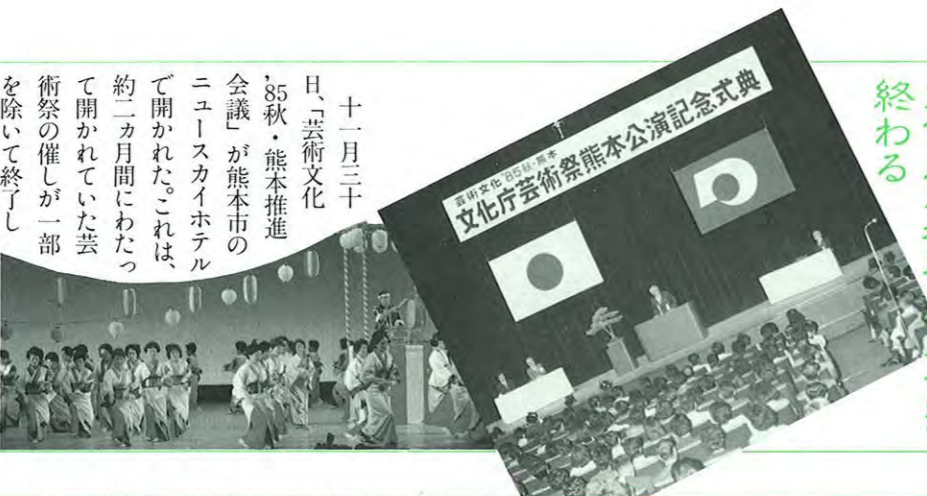 終わる
芸術文化'85秋・熊本
文化庁芸術祭熊本公演記念式典
十一月三十
日、「芸術文化
'85秋・熊本推進
会議」が熊本市の
ニュースカイホテル
で開かれた。これは、
約二ヵ月間にわたっ
て開かれていた芸
術祭の催しが一部
を除いて終了し